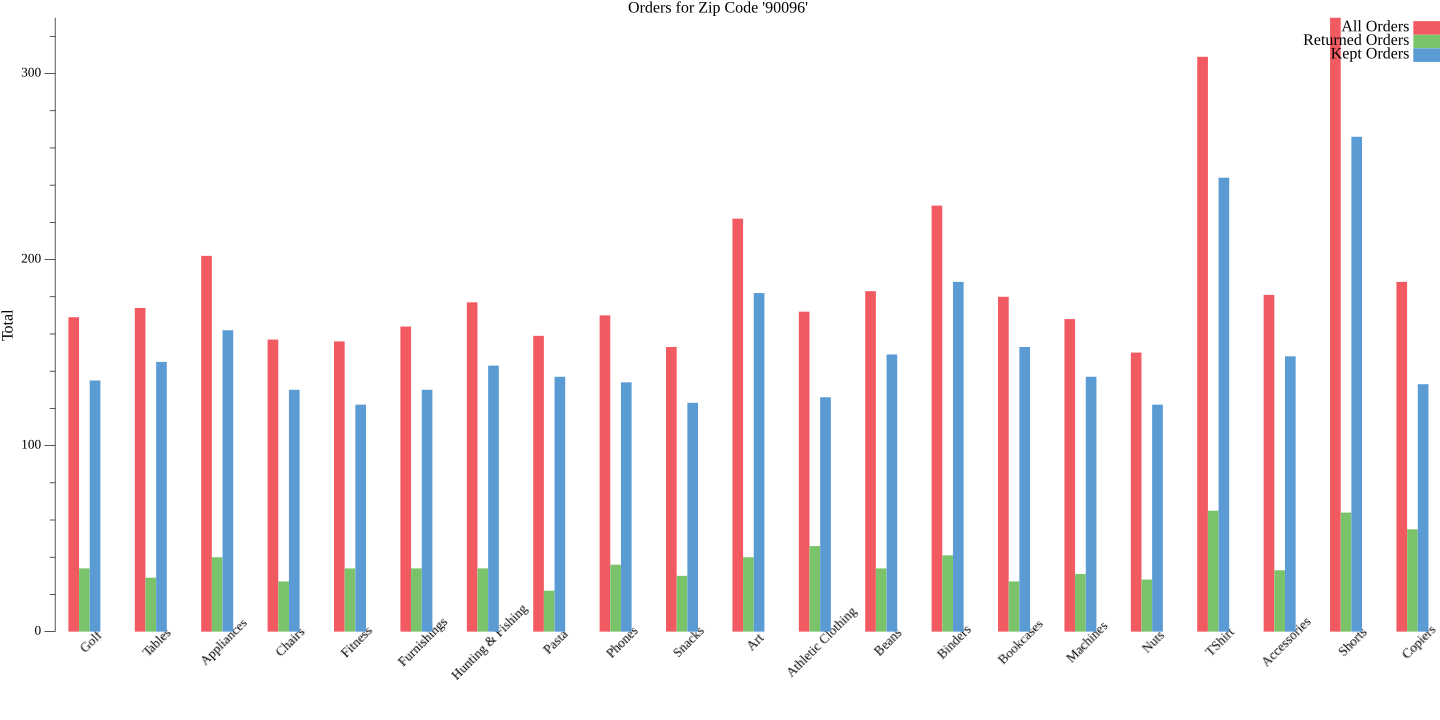 Orders for Zip Code '90096'
All Orders
Returned Orders
Kept Orders
Total
300
200
100
0
Golf
Tables
Appliances
Chairs
Fitness
Furnishings
Hunting & Fishing
Pasta
Phones
Snacks
Art
Athletic Clothing
Beans
Binders
Bookcases
Machines
Nuts
TShirt
Accessories
Shorts
Copiers